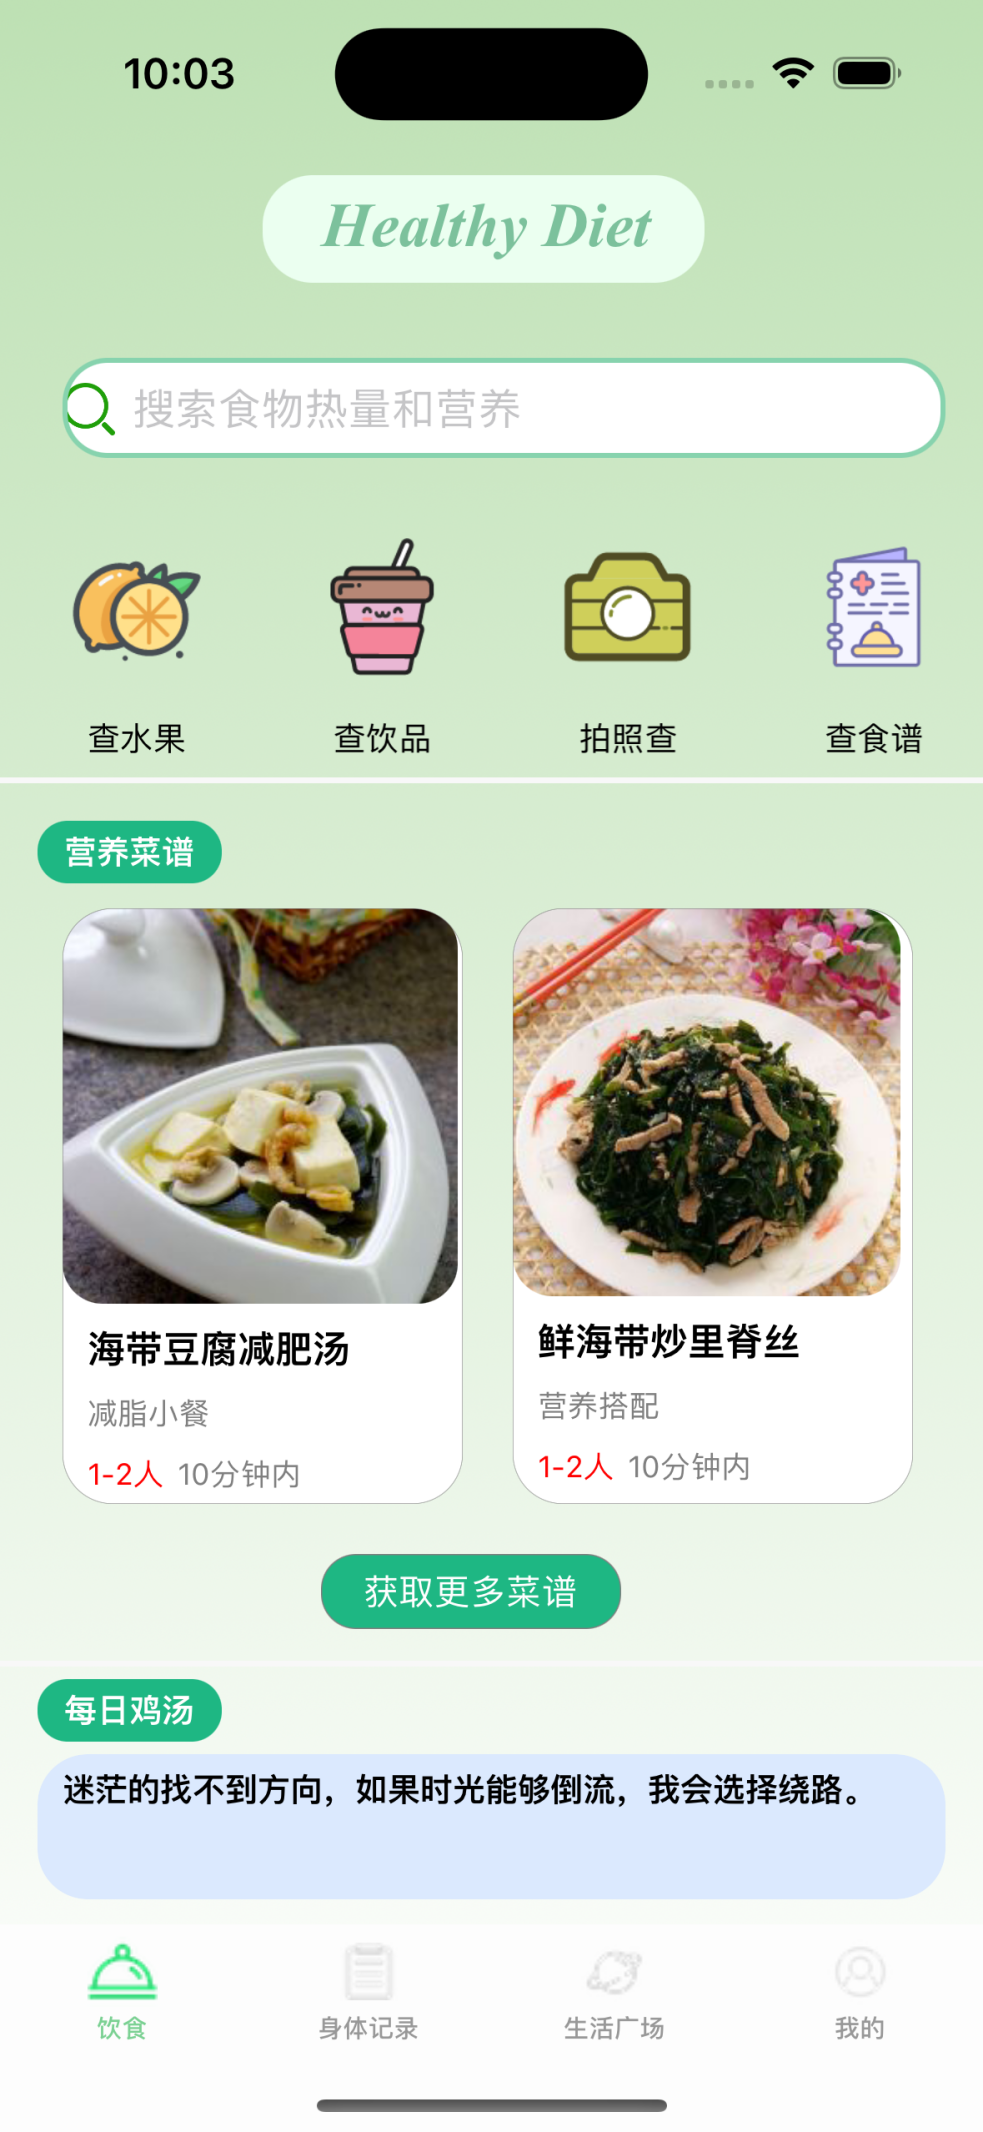 10:03
Healthy Diet
搜索食物热量和营养
查水果 查饮品 拍照查 查食谱
营养菜谱
海带豆腐减肥汤
减脂小餐
1-2人 10分钟内
鲜海带炒里脊丝
营养搭配
1-2人 10分钟内
获取更多菜谱
每日鸡汤
迷茫的找不到方向，如果时光能够倒流，我会选择绕路。
饮食 身体记录 生活广场 我的